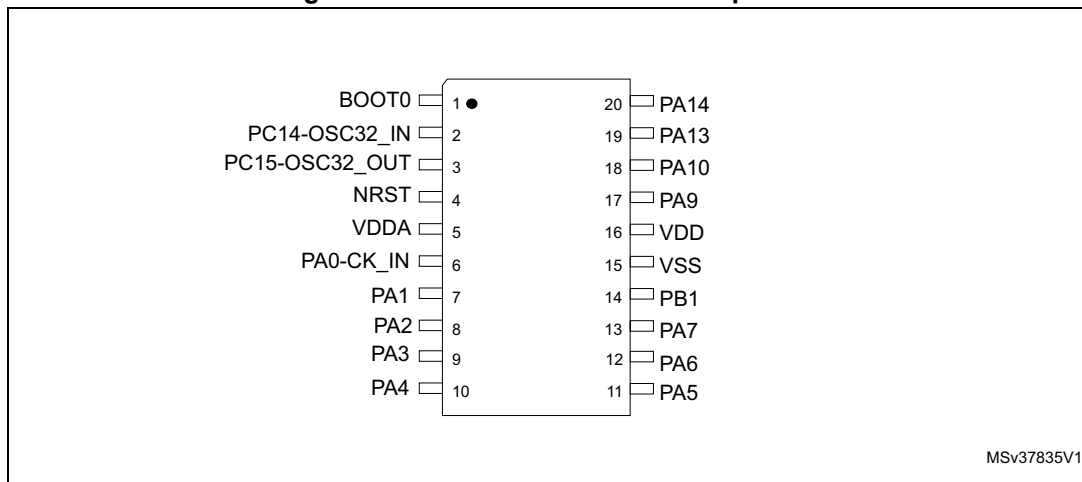 BOOT0 1 20 PA14
PC14-OSC32_IN 2 19 PA13
PC15-OSC32_OUT 3 18 PA10
NRST 4 17 PA9
VDDA 5 16 VDD
PA0-CK_IN 6 15 VSS
PA1 7 14 PB1
PA2 8 13 PA7
PA3 9 12 PA6
PA4 10 11 PA5
MSv37835V1